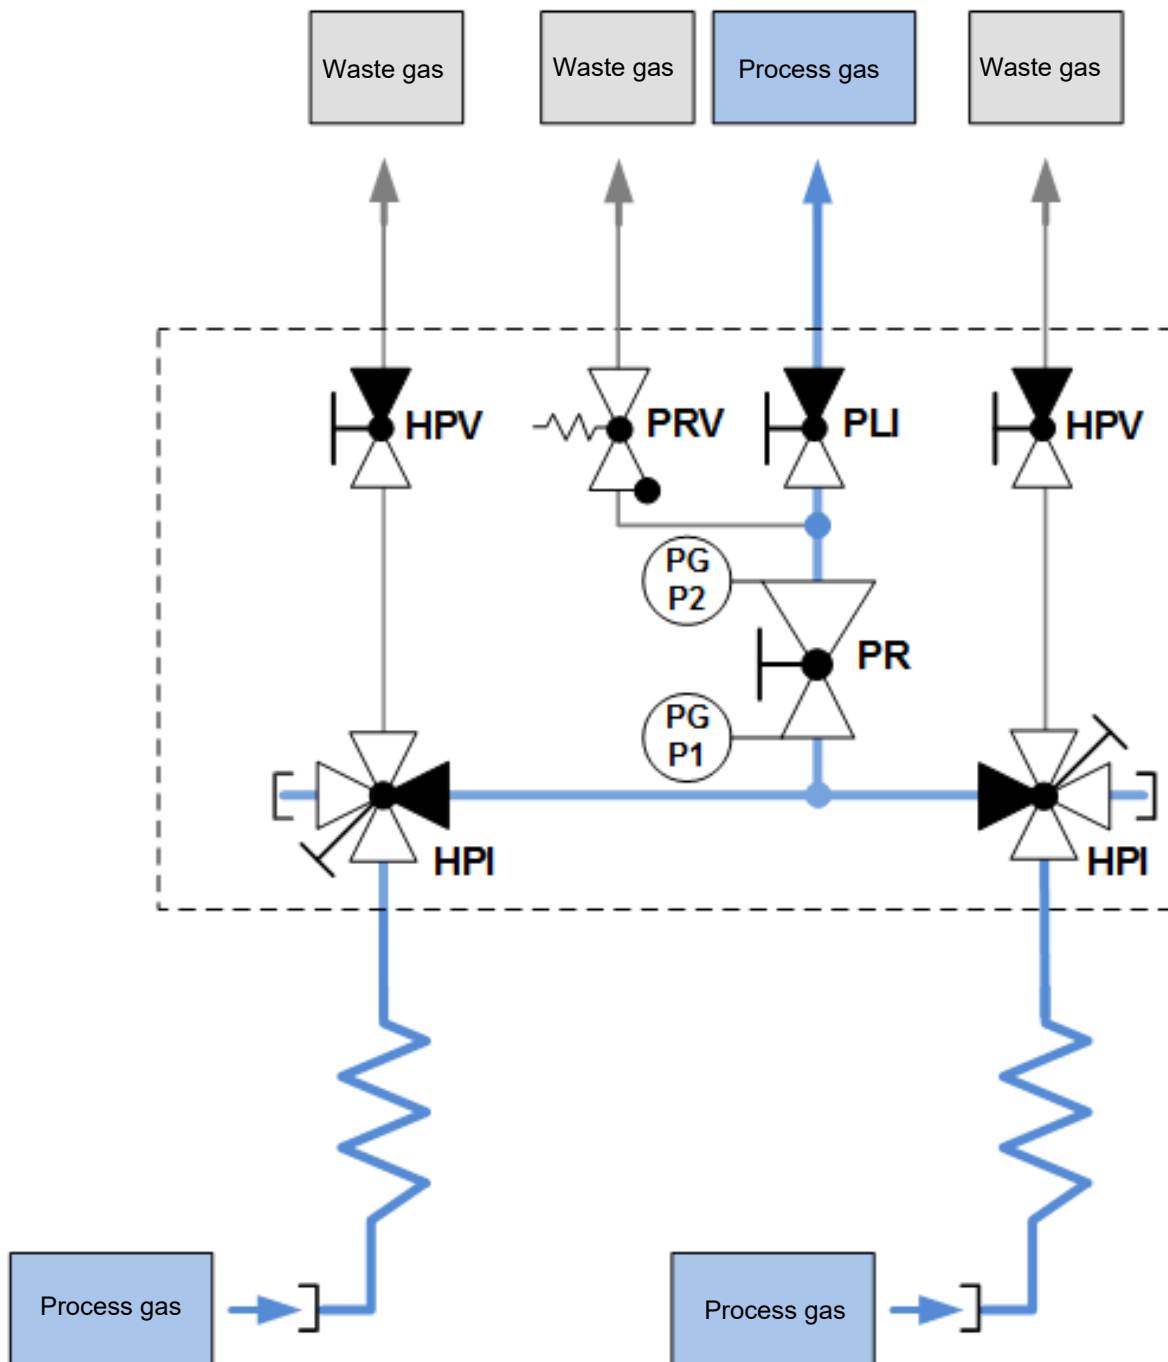 Waste gas
Waste gas
Process gas
Waste gas
HPV
PRV
PLI
HPV
PG
P2
PR
PG
P1
HPI
HPI
Process gas
Process gas